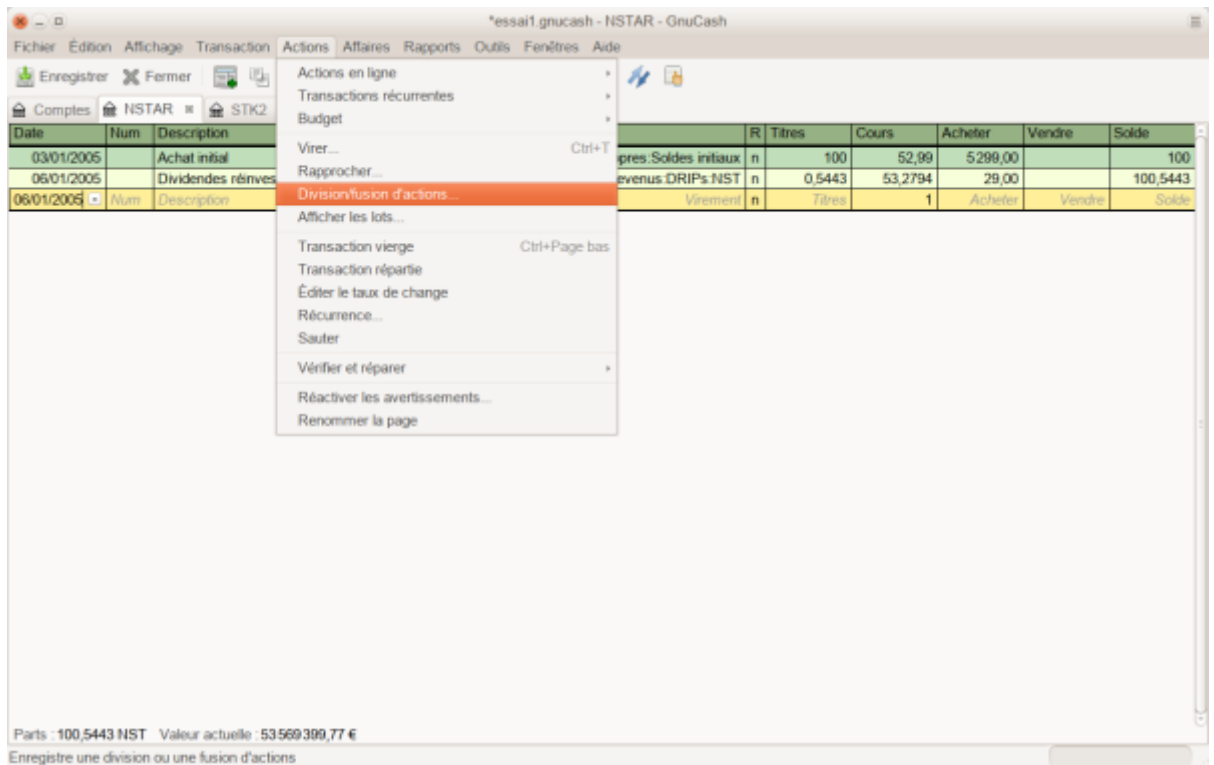 *essai1.gnucash - NSTAR - GnuCash
Fichier Édition Affichage Transaction Actions Affaires Rapports Outils Fenêtres Aide
Enregistrer Fermer
Comptes NSTAR STK2
Date Num Description R Titres Cours Acheter Vendre Solde
03/01/2005 Achat initial pres:Soldes initiaux n 100 52,99 5 299,00 100
06/01/2005 Dividendes réinves evenus:DRIPs:NST n 0,5443 53,2794 29,00 100,5443
06/01/2005 Num Description Virement n Titres 1 Acheter Vendre Solde
Actions en ligne
Transactions récurrentes
Budget
Virer... Ctrl+T
Rapprocher...
Division/fusion d'actions...
Afficher les lots...
Transaction vierge Ctrl+Page bas
Transaction répartie
Éditer le taux de change
Récurrence...
Sauter
Vérifier et réparer
Réactiver les avertissements...
Renommer la page
Parts : 100,5443 NST Valeur actuelle : 53 569 399,77 €
Enregistre une division ou une fusion d'actions